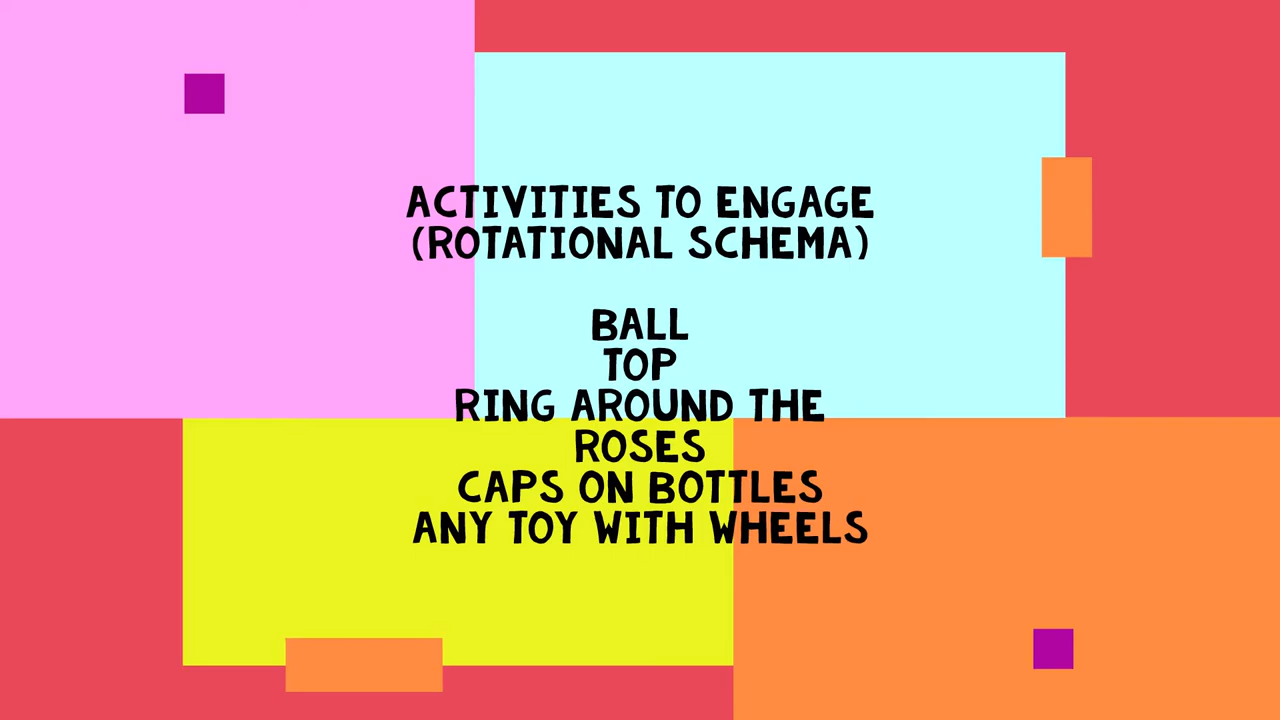 ACTIVITIES TO ENGAGE
(ROTATIONAL SCHEMA)
BALL
TOP
RING AROUND THE
ROSES
CAPS ON BOTTLES
ANY TOY WITH WHEELS